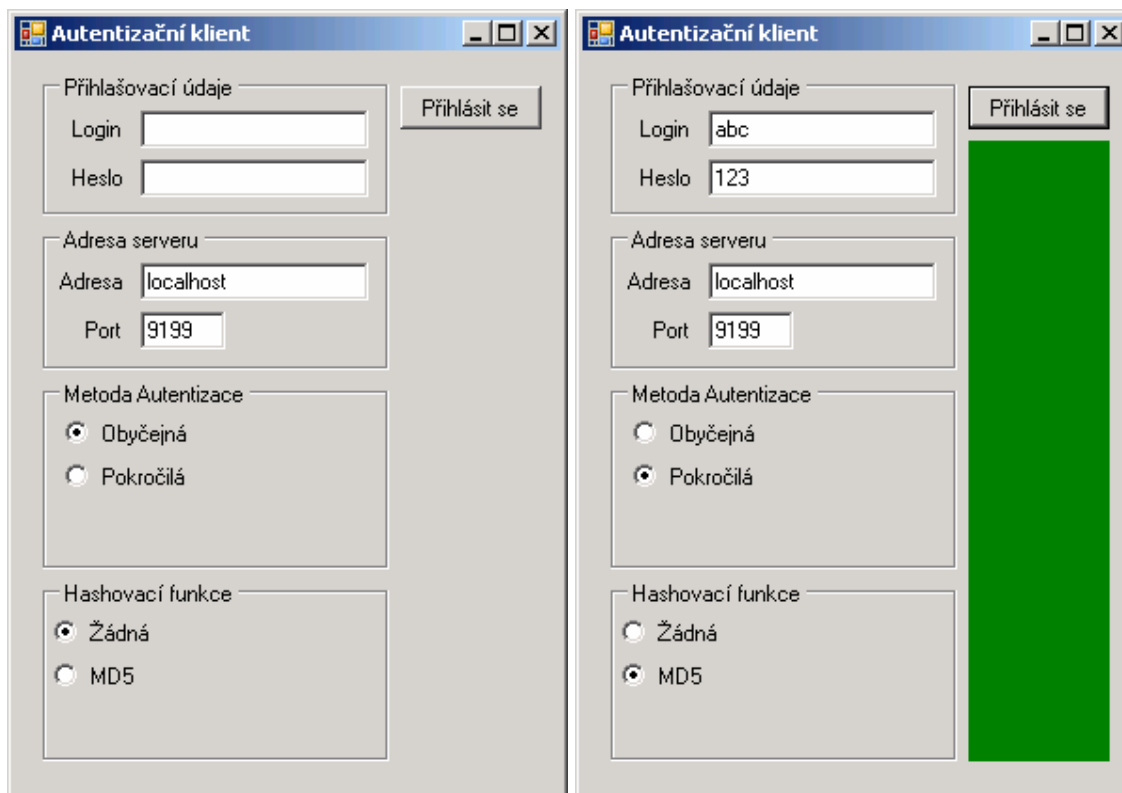 Autentizační klient
Přihlašovací údaje
Přihlásit se
Login
Heslo
Adresa serveru
Adresa localhost
Port 9199
Metoda Autentizace
Obyčejná
Pokročilá
Hashovací funkce
Žádná
MD5
Autentizační klient
Přihlašovací údaje
Přihlásit se
Login abc
Heslo 123
Adresa serveru
Adresa localhost
Port 9199
Metoda Autentizace
Obyčejná
Pokročilá
Hashovací funkce
Žádná
MD5